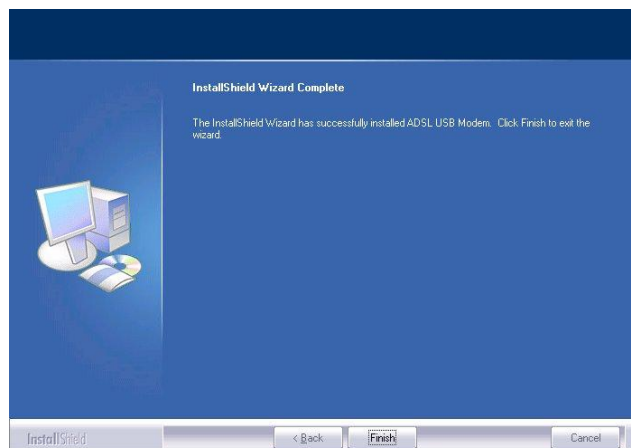 InstallShield Wizard Complete
The InstallShield Wizard has successfully installed ADSL USB Modem. Click Finish to exit the
wizard.
InstallShield
< Back
Finish
Cancel